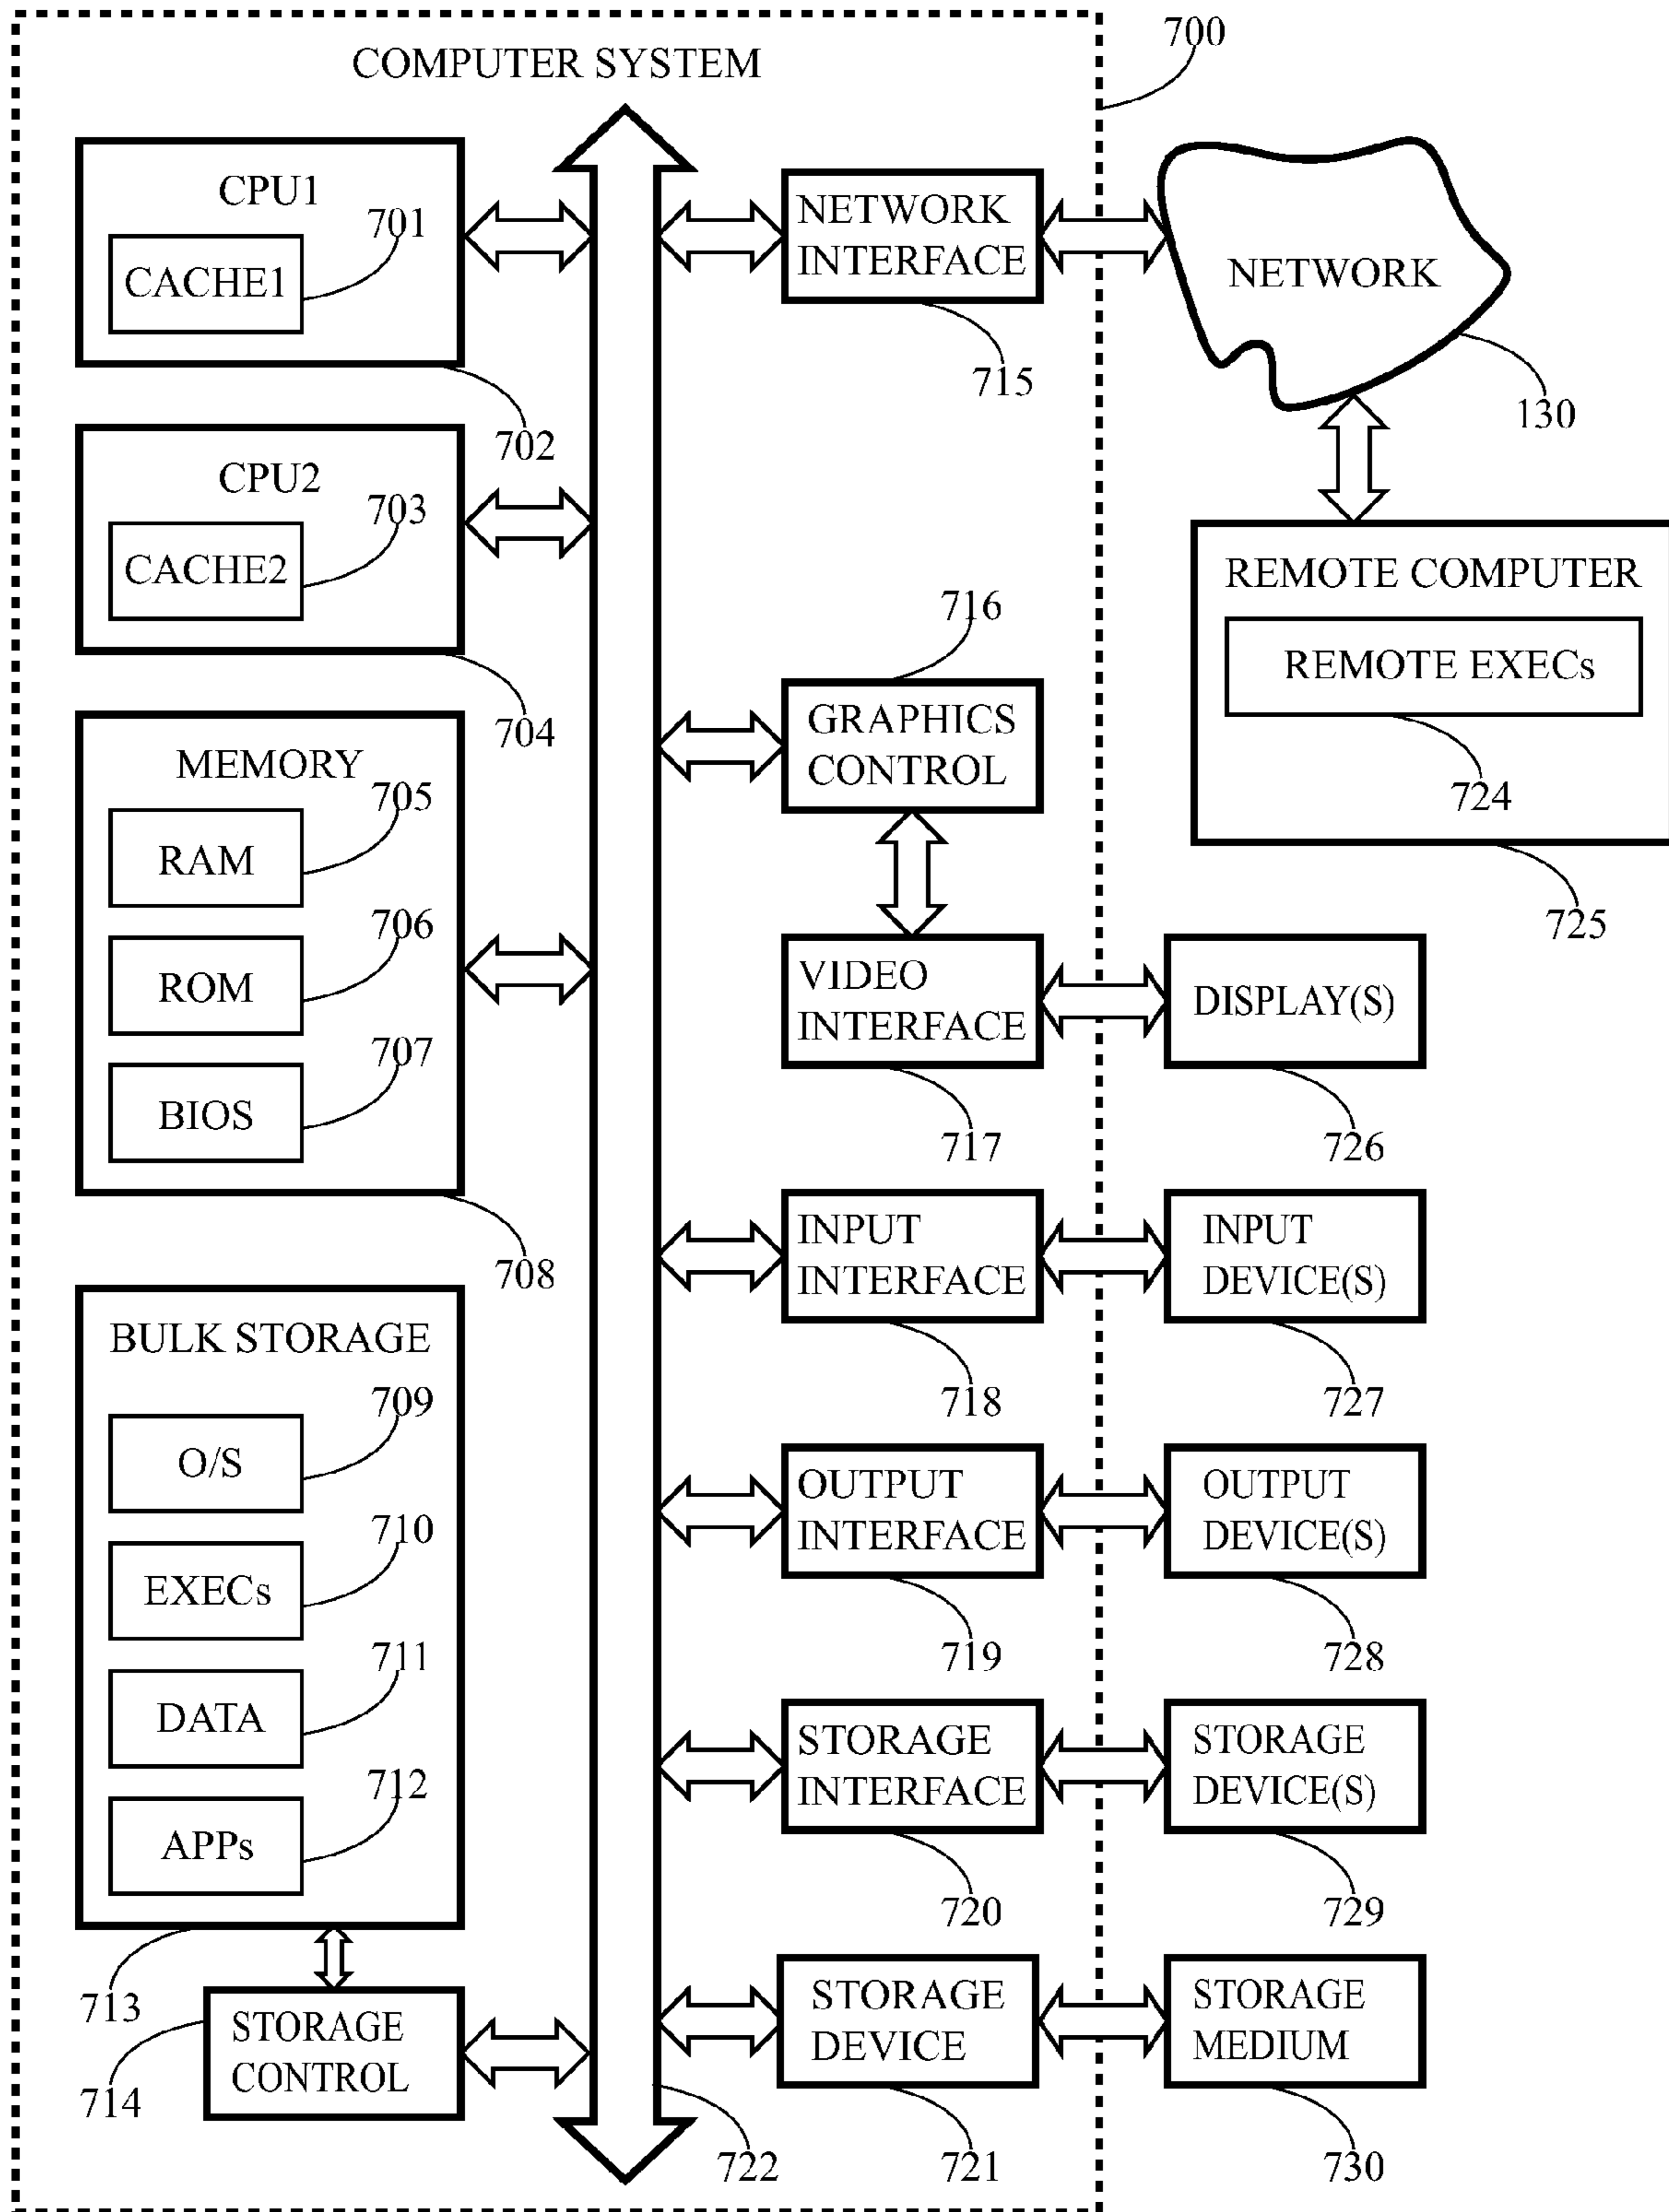 COMPUTER SYSTEM
700
CPU1
701
CACHE1
702
CPU2
703
CACHE2
704
MEMORY
705
RAM
706
ROM
707
BIOS
708
BULK STORAGE
709
O/S
710
EXECs
711
DATA
712
APPs
713
STORAGE
CONTROL
714
NETWORK
INTERFACE
715
NETWORK
130
REMOTE COMPUTER
REMOTE EXECs
724
725
716
GRAPHICS
CONTROL
VIDEO
INTERFACE
717
DISPLAY(S)
726
INPUT
INTERFACE
718
INPUT
DEVICE(S)
727
OUTPUT
INTERFACE
719
OUTPUT
DEVICE(S)
728
STORAGE
INTERFACE
720
STORAGE
DEVICE(S)
729
STORAGE
DEVICE
721
STORAGE
MEDIUM
730
722